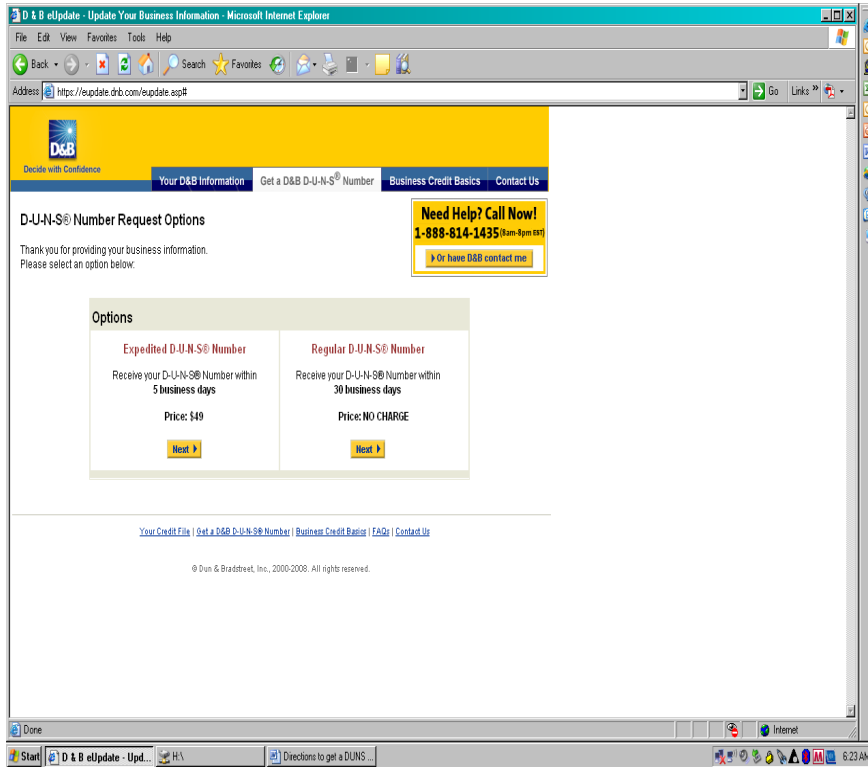 D & B eUpdate - Update Your Business Information - Microsoft Internet Explorer
File Edit View Favorites Tools Help
Back Search Favorites
Address https://eupdate.dnb.com/eupdate.asp# Go Links »
D&B
Decide with Confidence
Your D&B Information Get a D&B D-U-N-S® Number Business Credit Basics Contact Us
D-U-N-S® Number Request Options
Need Help? Call Now!
1-888-814-1435 (8am-8pm EST)
Or have D&B contact me
Thank you for providing your business information.
Please select an option below:
Options
Expedited D-U-N-S® Number
Receive your D-U-N-S® Number within
5 business days
Price: $49
Next
Regular D-U-N-S® Number
Receive your D-U-N-S® Number within
30 business days
Price: NO CHARGE
Next
Your Credit File | Get a D&B D-U-N-S® Number | Business Credit Basics | FAQs | Contact Us
© Dun & Bradstreet, Inc., 2000-2008. All rights reserved.
Done Internet
Start D & B eUpdate - Upd... H:\ Directions to get a DUNS ... 6:23 AM